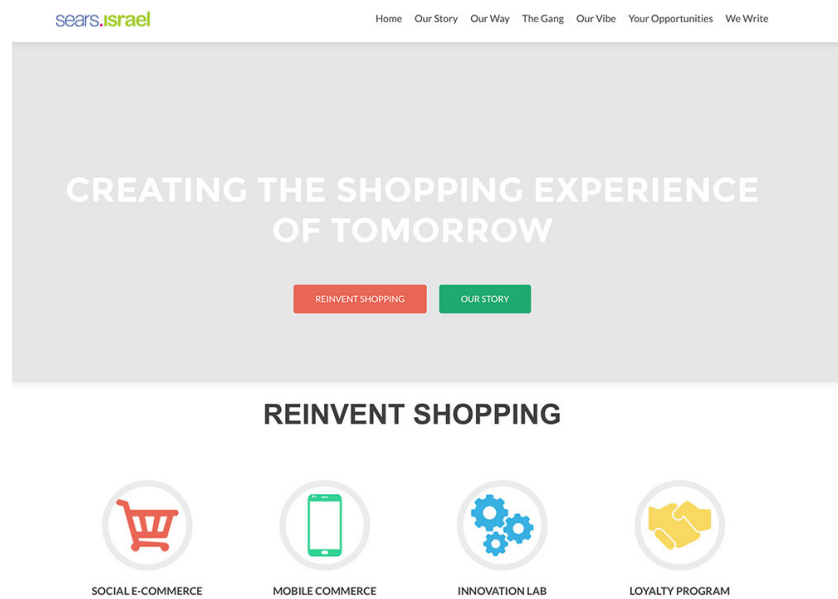 sears.israel
Home Our Story Our Way The Gang Our Vibe Your Opportunities We Write
CREATING THE SHOPPING EXPERIENCE
OF TOMORROW
REINVENT SHOPPING OUR STORY
REINVENT SHOPPING
SOCIAL E-COMMERCE MOBILE COMMERCE INNOVATION LAB LOYALTY PROGRAM